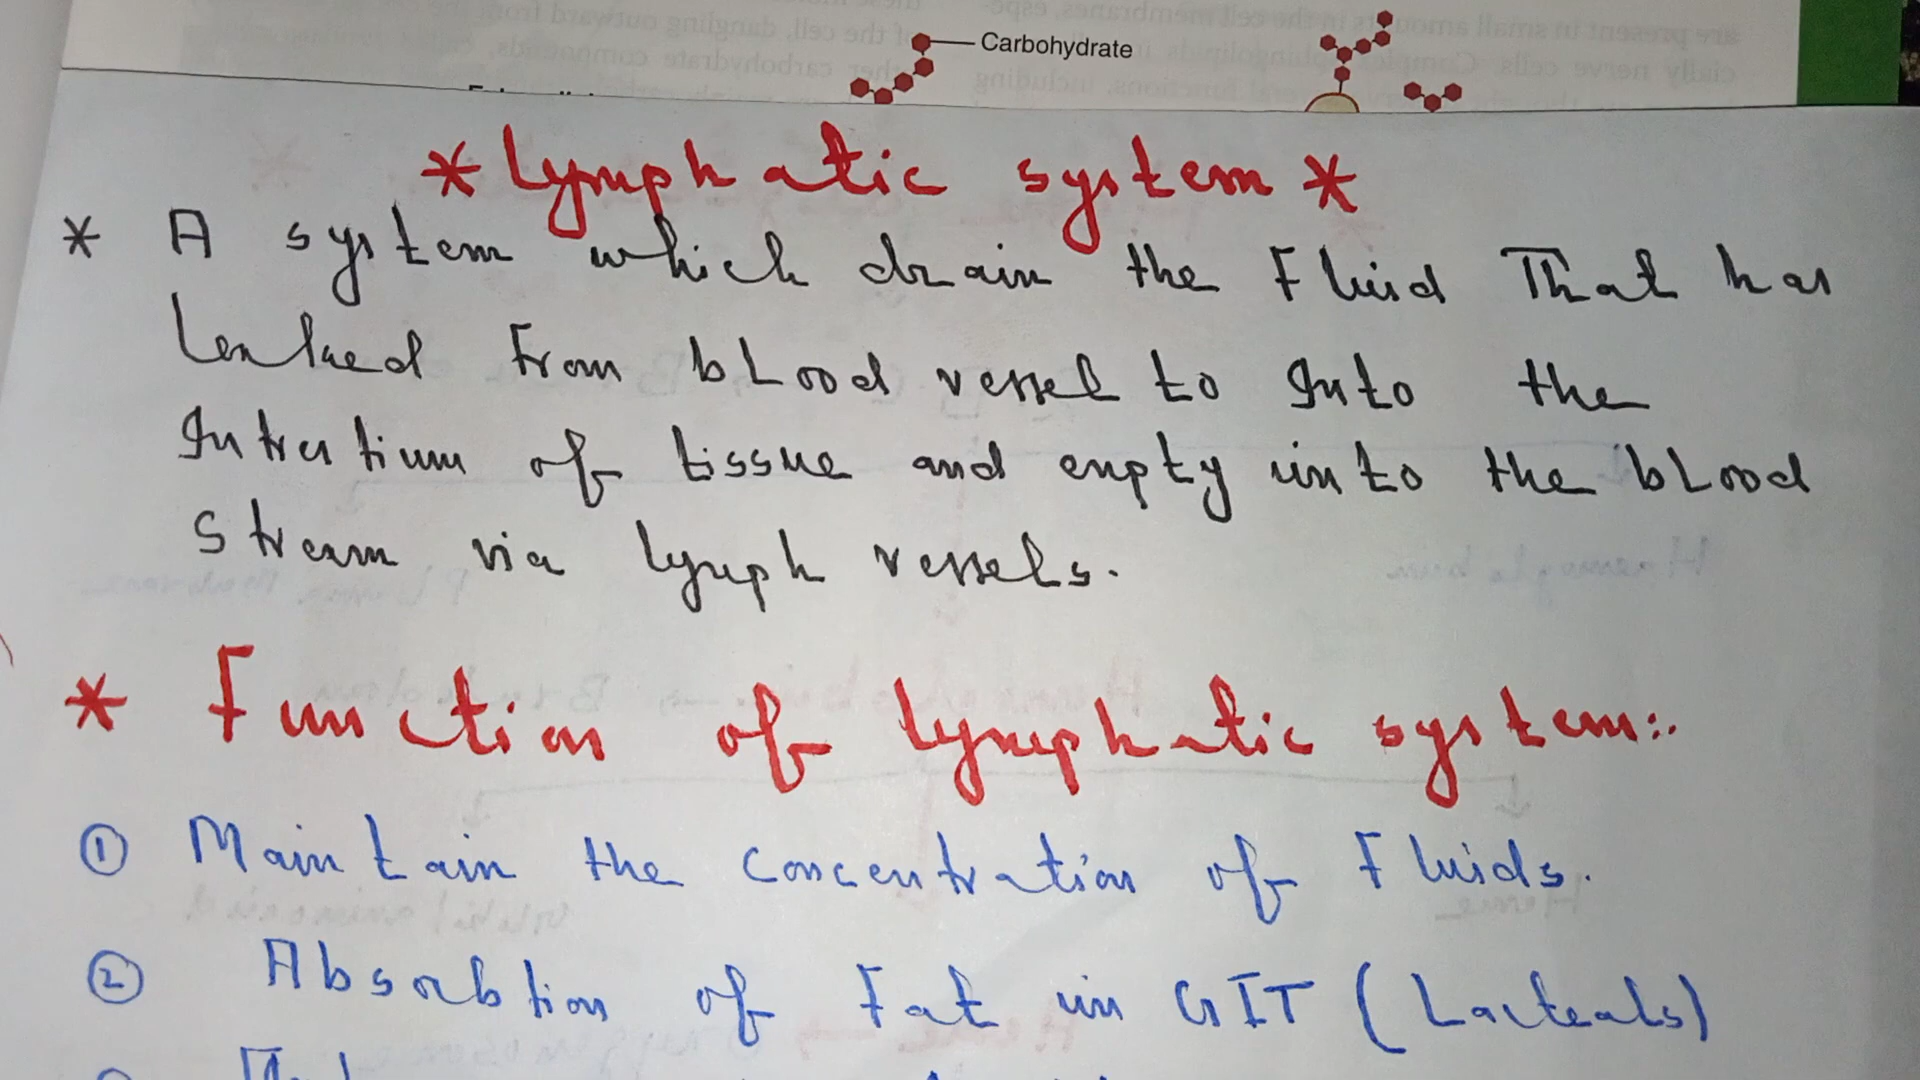 Carbohydrate
* Lymphatic system *
* A system which drain the Fluid That has
Leaked From bLood vessel to Into the
Intrestium of tissue and enpty into the bLood
Stream via lymph vessels.
* Function of Lymphatic system:.
① Maintain the concentration of Fluids.
② Absorbtion of Fat in GIT (Lacteals)